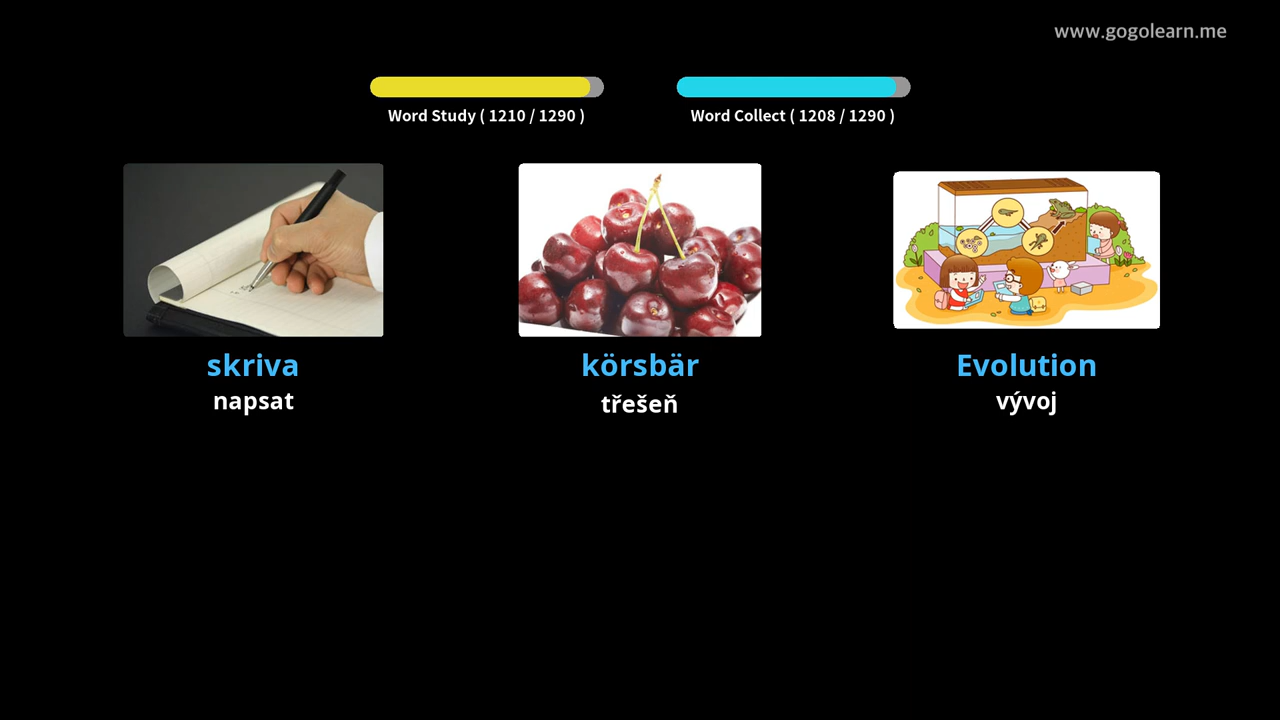 www.gogolearn.me
Word Study ( 1210 / 1290 )
Word Collect ( 1208 / 1290 )
skriva
napsat
körsbär
třešeň
Evolution
vývoj